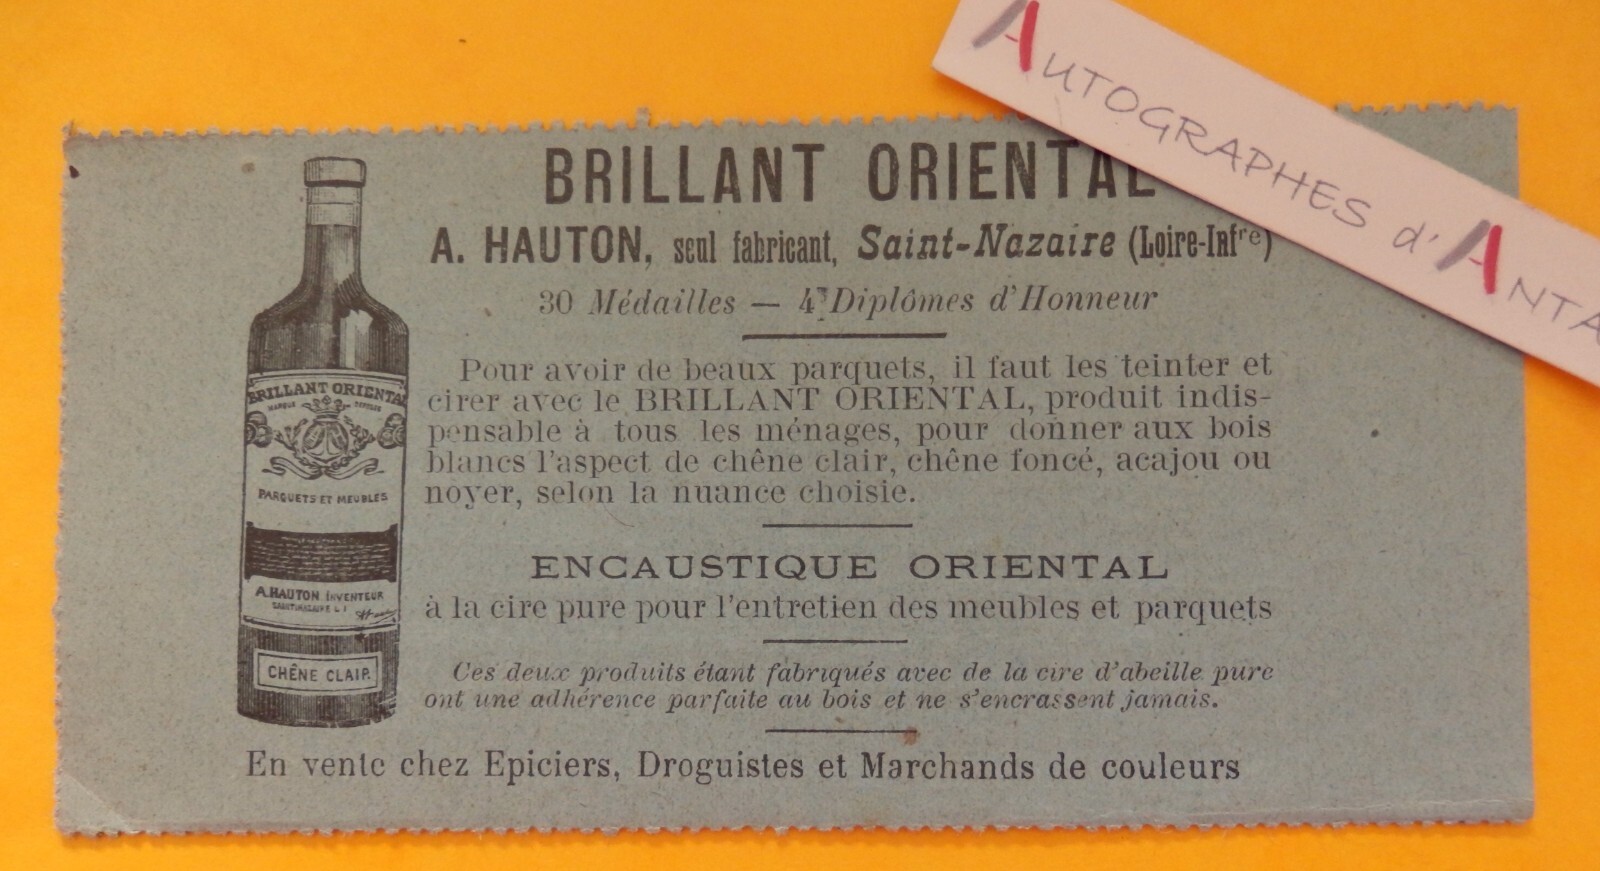 AUTOGRAPHES d'ANTA
BRILLANT ORIENTAL
A. HAUTON, seul fabricant, Saint-Nazaire (Loire-Infre)
30 Médailles — 4 Diplômes d'Honneur
Pour avoir de beaux parquets, il faut les teinter et
cirer avec le BRILLANT ORIENTAL, produit indis-
pensable à tous les ménages, pour donner aux bois
blancs l'aspect de chêne clair, chêne foncé, acajou ou
noyer, selon la nuance choisie.
ENCAUSTIQUE ORIENTAL
à la cire pure pour l'entretien des meubles et parquets
Ces deux produits étant fabriqués avec de la cire d'abeille pure
ont une adhérence parfaite au bois et ne s'encrassent jamais.
En vente chez Epiciers, Droguistes et Marchands de couleurs
BRILLANT ORIENTAL
MARQUE
PARQUETS ET MEUBLES
A. HAUTON INVENTEUR
SAINT-NAZAIRE L I
CHÊNE CLAIR.